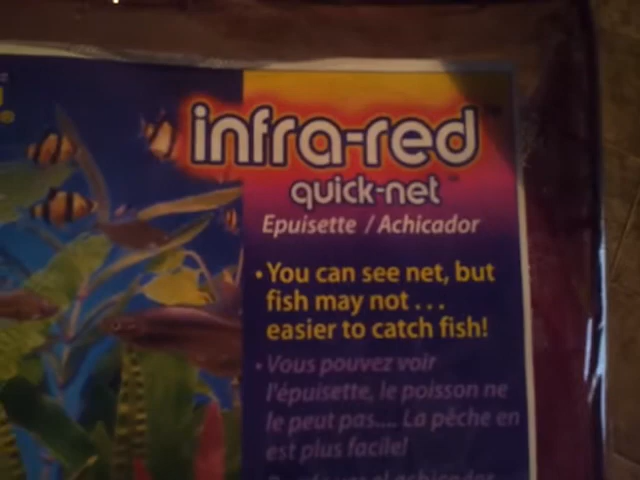 infra-red
quick-net™
Epuisette / Achicador
• You can see net, but
fish may not ...
easier to catch fish!
• Vous pouvez voir
l'épuisette, le poisson ne
le peut pas.... La pêche en
est plus facile!